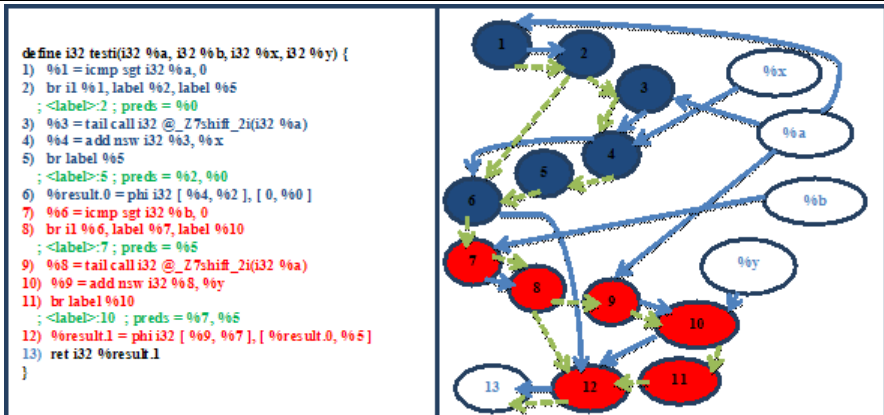 define i32 testi(i32 %a, i32 %b, i32 %x, i32 %y) {
1) %1 = icmp sgt i32 %a, 0
2) br i1 %1, label %2, label %5
; <label>:2 ; preds = %0
3) %3 = tail call i32 @_Z7shift_2i(i32 %a)
4) %4 = add nsw i32 %3, %x
5) br label %5
; <label>:5 ; preds = %2, %0
6) %result.0 = phi i32 [ %4, %2 ], [ 0, %0 ]
7) %6 = icmp sgt i32 %b, 0
8) br i1 %6, label %7, label %10
; <label>:7 ; preds = %5
9) %8 = tail call i32 @_Z7shift_2i(i32 %a)
10) %9 = add nsw i32 %8, %y
11) br label %10
; <label>:10 ; preds = %7, %5
12) %result.1 = phi i32 [ %9, %7 ], [ %result.0, %5 ]
13) ret i32 %result.1
}
1
2
%x
3
%a
4
5
6
%b
7
%y
8
9
10
11
12
13